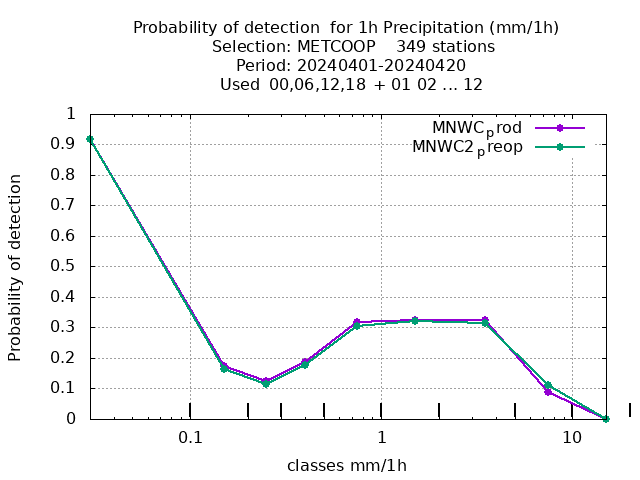 Probability of detection  for 1h Precipitation (mm/1h)
Selection: METCOOP    349 stations
Period: 20240401-20240420
Used  00,06,12,18  + 01 02 ... 12
MNWCprod
MNWC2preop
1
0.9
0.8
0.7
0.6
0.5
0.4
0.3
0.2
0.1
0
Probability of detection
0.1
1
10
classes mm/1h